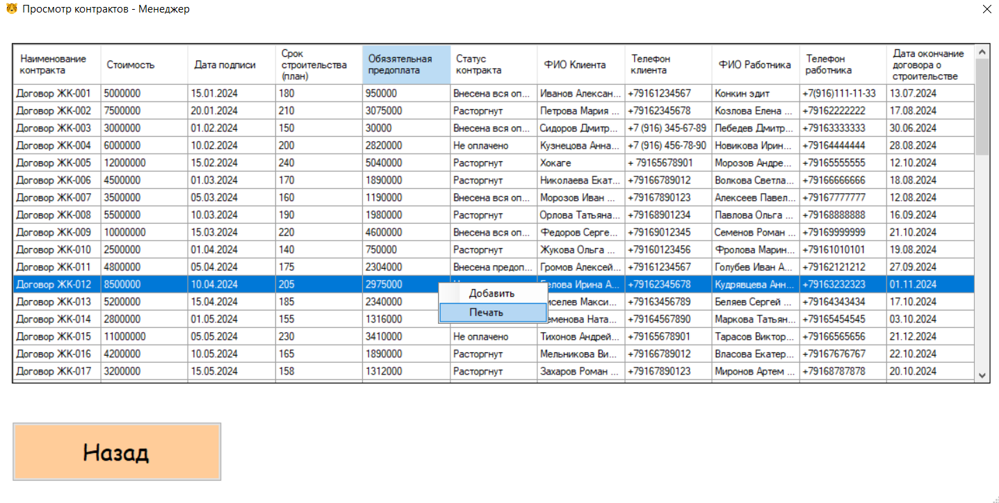 Просмотр контрактов - Менеджер
Наименование контракта Стоимость Дата подписи Срок строительства (план) Обязательная предоплата Статус контракта ФИО Клиента Телефон клиента ФИО Работника Телефон работника Дата окончание договора о строительстве
Договор ЖК-001 5000000 15.01.2024 180 950000 Внесена вся оп... Иванов Алексан... +79161234567 Конкин эдит +7(916)111-11-33 13.07.2024
Договор ЖК-002 7500000 20.01.2024 210 3075000 Расторгнут Петрова Мария ... +79162345678 Козлова Елена ... +79162222222 17.08.2024
Договор ЖК-003 3000000 01.02.2024 150 30000 Внесена вся оп... Сидоров Дмитр... +7 (916) 345-67-89 Лебедев Дмитр... +79163333333 30.06.2024
Договор ЖК-004 6000000 10.02.2024 200 2820000 Не оплачено Кузнецова Анна... +7 (916) 456-78-90 Новикова Ирин... +79164444444 28.08.2024
Договор ЖК-005 12000000 15.02.2024 240 5040000 Расторгнут Хокаге + 79165678901 Морозов Андре... +79165555555 12.10.2024
Договор ЖК-006 4500000 01.03.2024 170 1890000 Расторгнут Николаева Екат... +79166789012 Волкова Светла... +79166666666 18.08.2024
Договор ЖК-007 3500000 05.03.2024 160 1190000 Внесена вся оп... Морозов Иван ... +79167890123 Алексеев Павел... +79167777777 12.08.2024
Договор ЖК-008 5500000 10.03.2024 190 1980000 Расторгнут Орлова Татьяна... +79168901234 Павлова Ольга ... +79168888888 16.09.2024
Договор ЖК-009 10000000 15.03.2024 220 4600000 Внесена вся оп... Федоров Серге... +79169012345 Семенов Роман ... +79169999999 21.10.2024
Договор ЖК-010 2500000 01.04.2024 140 750000 Расторгнут Жукова Ольга ... +79160123456 Фролова Марин... +79161010101 19.08.2024
Договор ЖК-011 4800000 05.04.2024 175 2304000 Внесена предоп... Громов Алексей... +79161234567 Голубев Иван А... +79162121212 27.09.2024
Договор ЖК-012 8500000 10.04.2024 205 2975000 Ирина А... +79162345678 Кудрявцева Анн... +79163232323 01.11.2024
Добавить
Договор ЖК-013 5200000 15.04.2024 185 2340000 Макси... +79163456789 Беляев Сергей ... +79164343434 17.10.2024
Печать
Договор ЖК-014 2800000 01.05.2024 155 1316000 Ната... +79164567890 Маркова Татьян... +79165454545 03.10.2024
Договор ЖК-015 11000000 05.05.2024 230 3410000 Не оплачено Тихонов Андрей... +79165678901 Тарасов Виктор... +79166565656 21.12.2024
Договор ЖК-016 4200000 10.05.2024 165 1890000 Расторгнут Мельникова Ви... +79166789012 Власова Екатер... +79167676767 22.10.2024
Договор ЖК-017 3200000 15.05.2024 158 1312000 Расторгнут Захаров Роман ... +79167890123 Миронов Артем ... +79168787878 20.10.2024
Назад